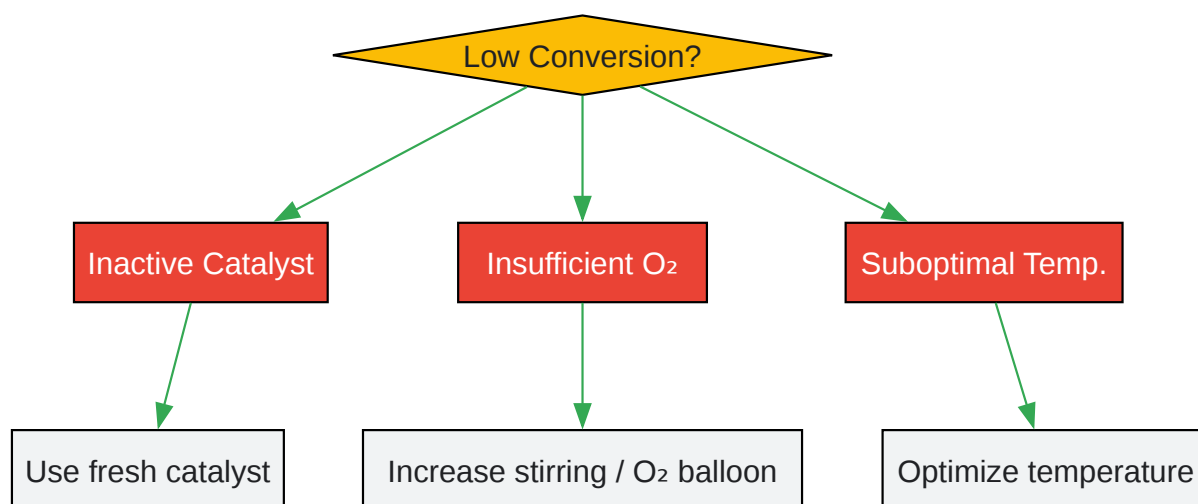 Low Conversion?
Inactive Catalyst
Insufficient O₂
Suboptimal Temp.
Use fresh catalyst
Increase stirring / O₂ balloon
Optimize temperature